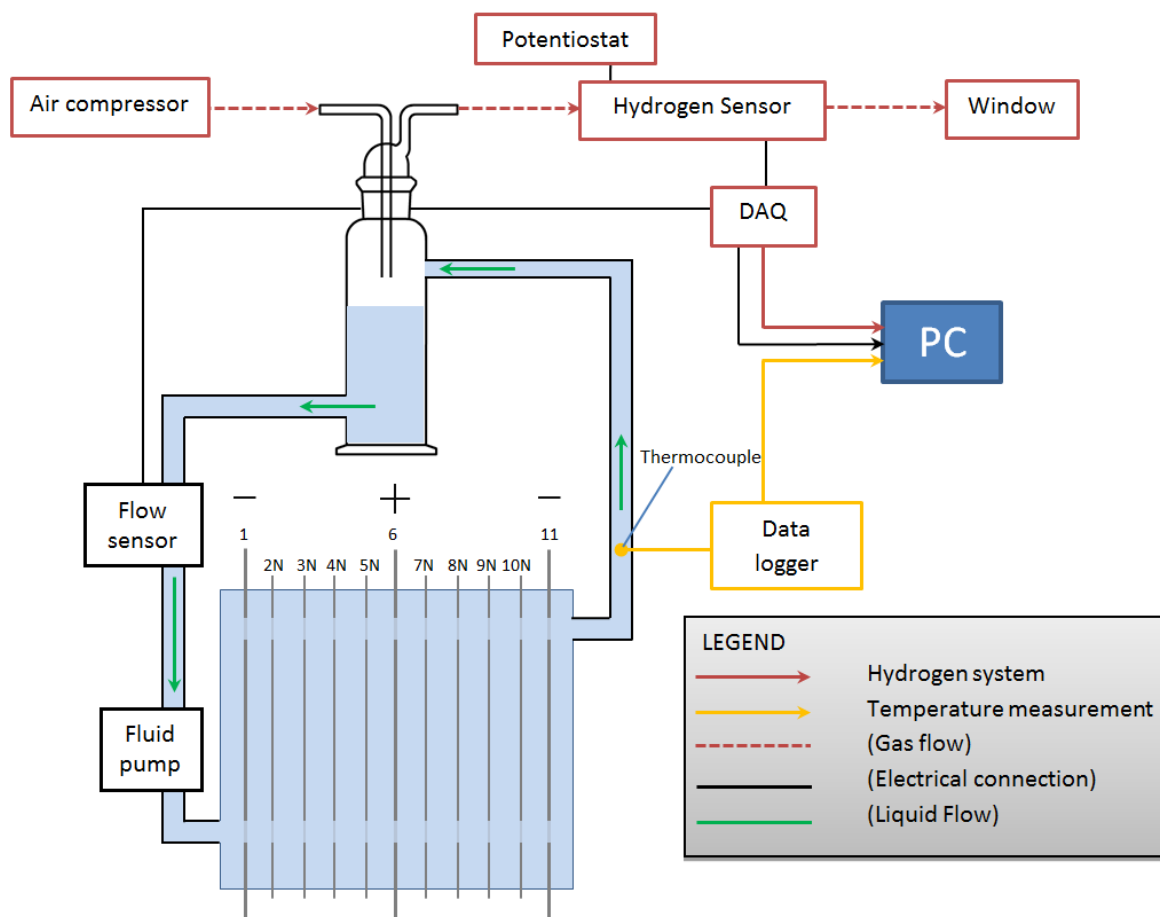 Potentiostat
Air compressor
Hydrogen Sensor
Window
DAQ
PC
Thermocouple
Flow
sensor
− + −
1 6 11
2N 3N 4N 5N 7N 8N 9N 10N
Data
logger
Fluid
pump
LEGEND
Hydrogen system
Temperature measurement
(Gas flow)
(Electrical connection)
(Liquid Flow)